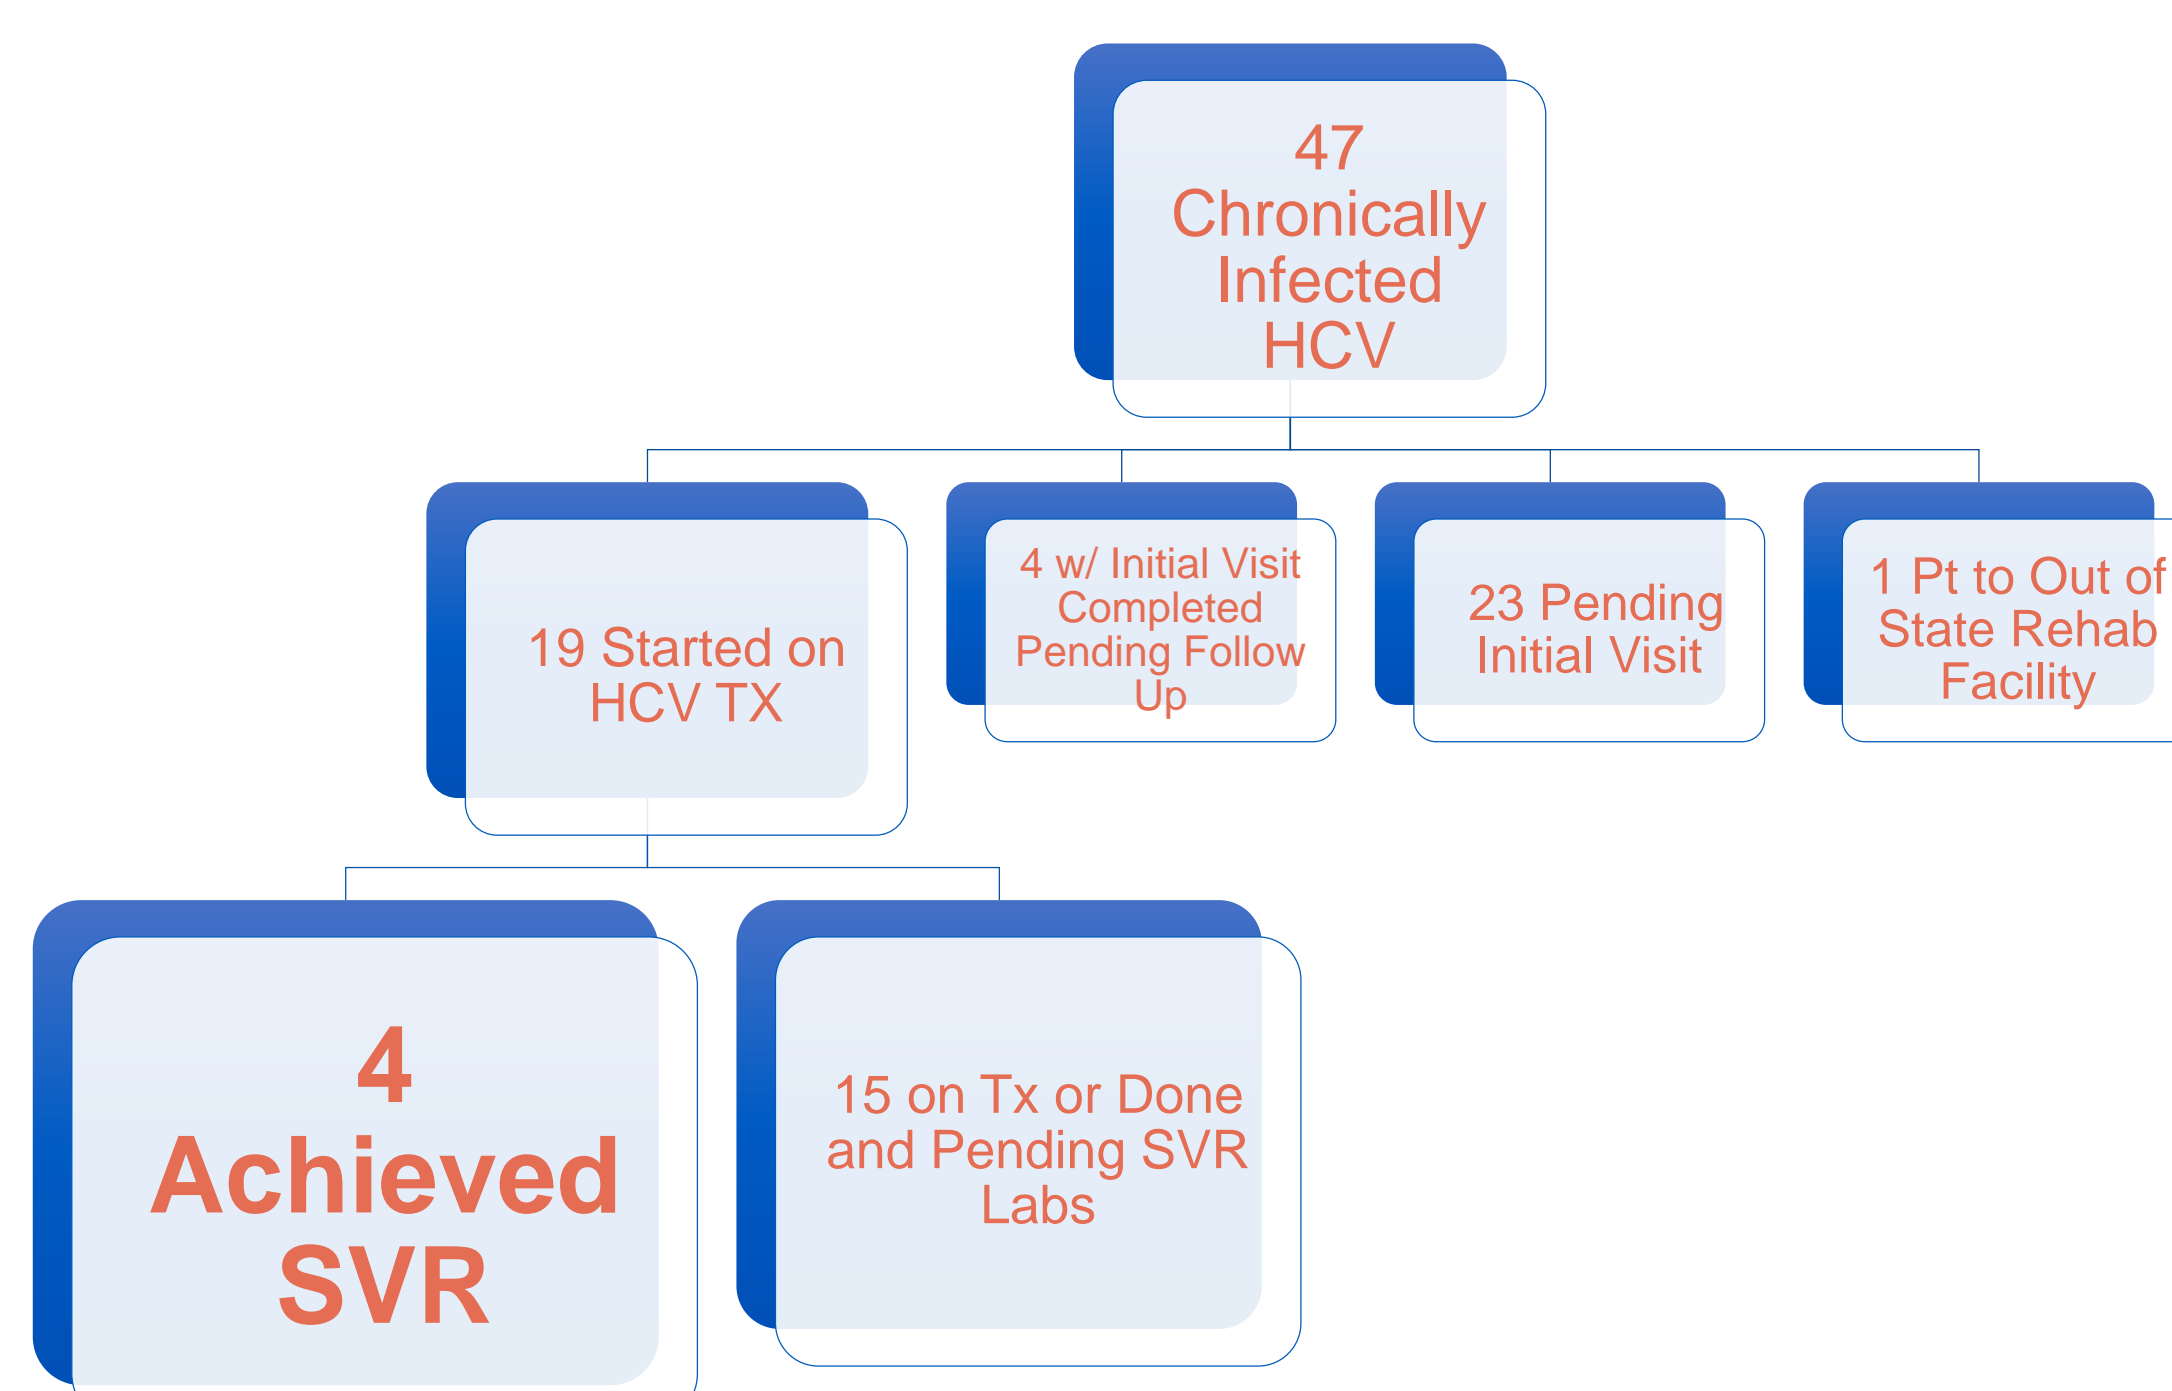 47
Chronically
Infected
HCV
19 Started on
HCV TX
4 w/ Initial Visit
Completed
Pending Follow
Up
23 Pending
Initial Visit
1 Pt to Out of
State Rehab
Facility
4
Achieved
SVR
15 on Tx or Done
and Pending SVR
Labs